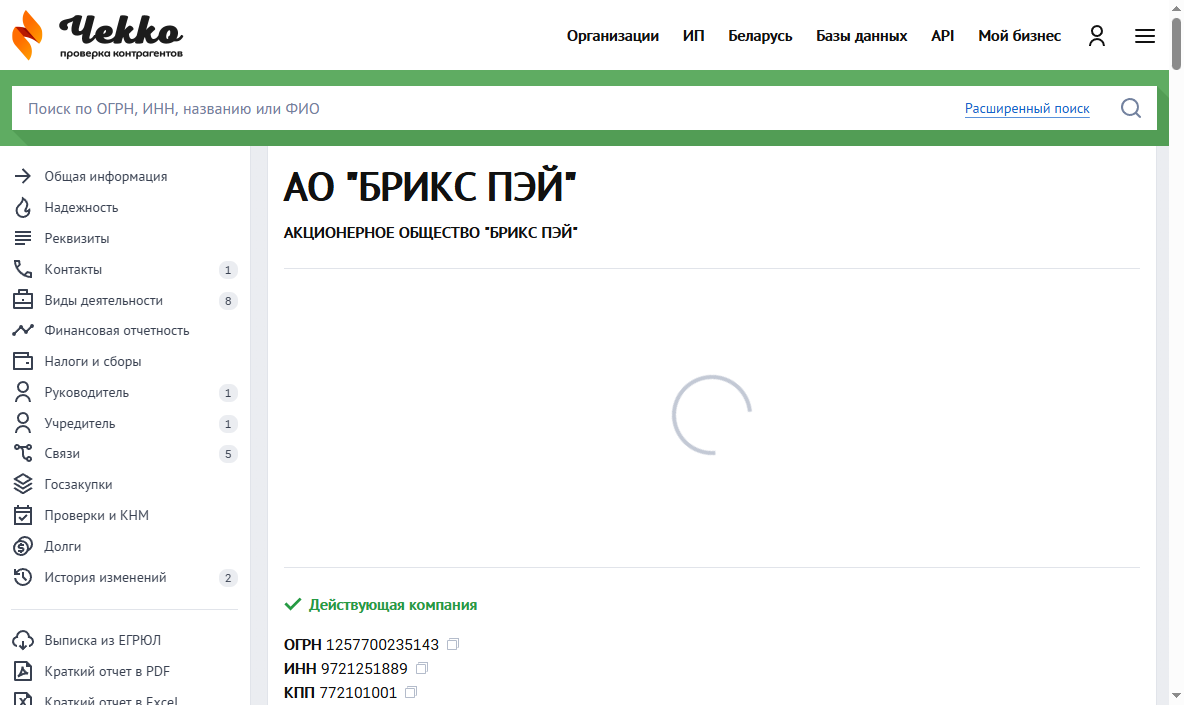 Чекко
проверка контрагентов
Организации ИП Беларусь Базы данных API Мой бизнес
Поиск по ОГРН, ИНН, названию или ФИО
Расширенный поиск
Общая информация
Надежность
Реквизиты
Контакты 1
Виды деятельности 8
Финансовая отчетность
Налоги и сборы
Руководитель 1
Учредитель 1
Связи 5
Госзакупки
Проверки и КНМ
Долги
История изменений 2
Выписка из ЕГРЮЛ
Краткий отчет в PDF
Краткий отчет в Excel
АО "БРИКС ПЭЙ"
АКЦИОНЕРНОЕ ОБЩЕСТВО "БРИКС ПЭЙ"
Действующая компания
ОГРН 1257700235143
ИНН 9721251889
КПП 772101001